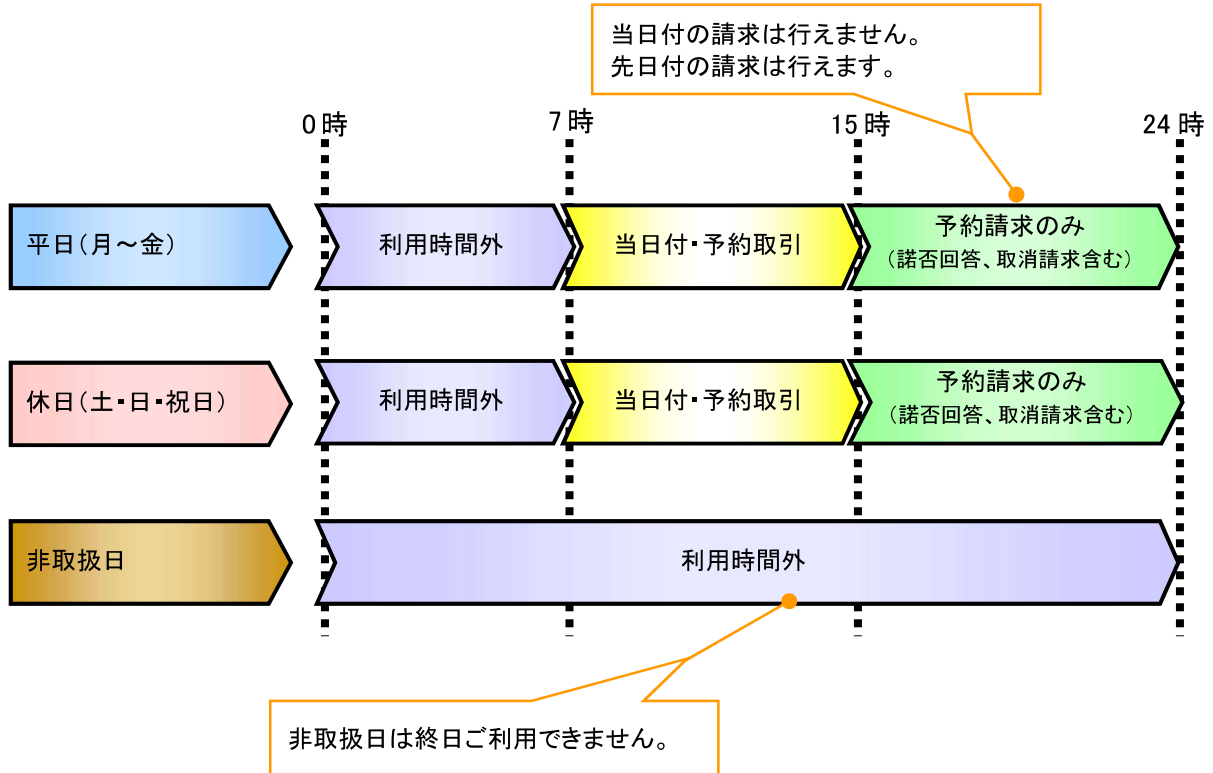 当日付の請求は行えません。
先日付の請求は行えます。
0時
7時
15時
24時
平日(月～金)
利用時間外
当日付・予約取引
予約請求のみ
(諾否回答、取消請求含む)
休日(土・日・祝日)
利用時間外
当日付・予約取引
予約請求のみ
(諾否回答、取消請求含む)
非取扱日
利用時間外
非取扱日は終日ご利用できません。